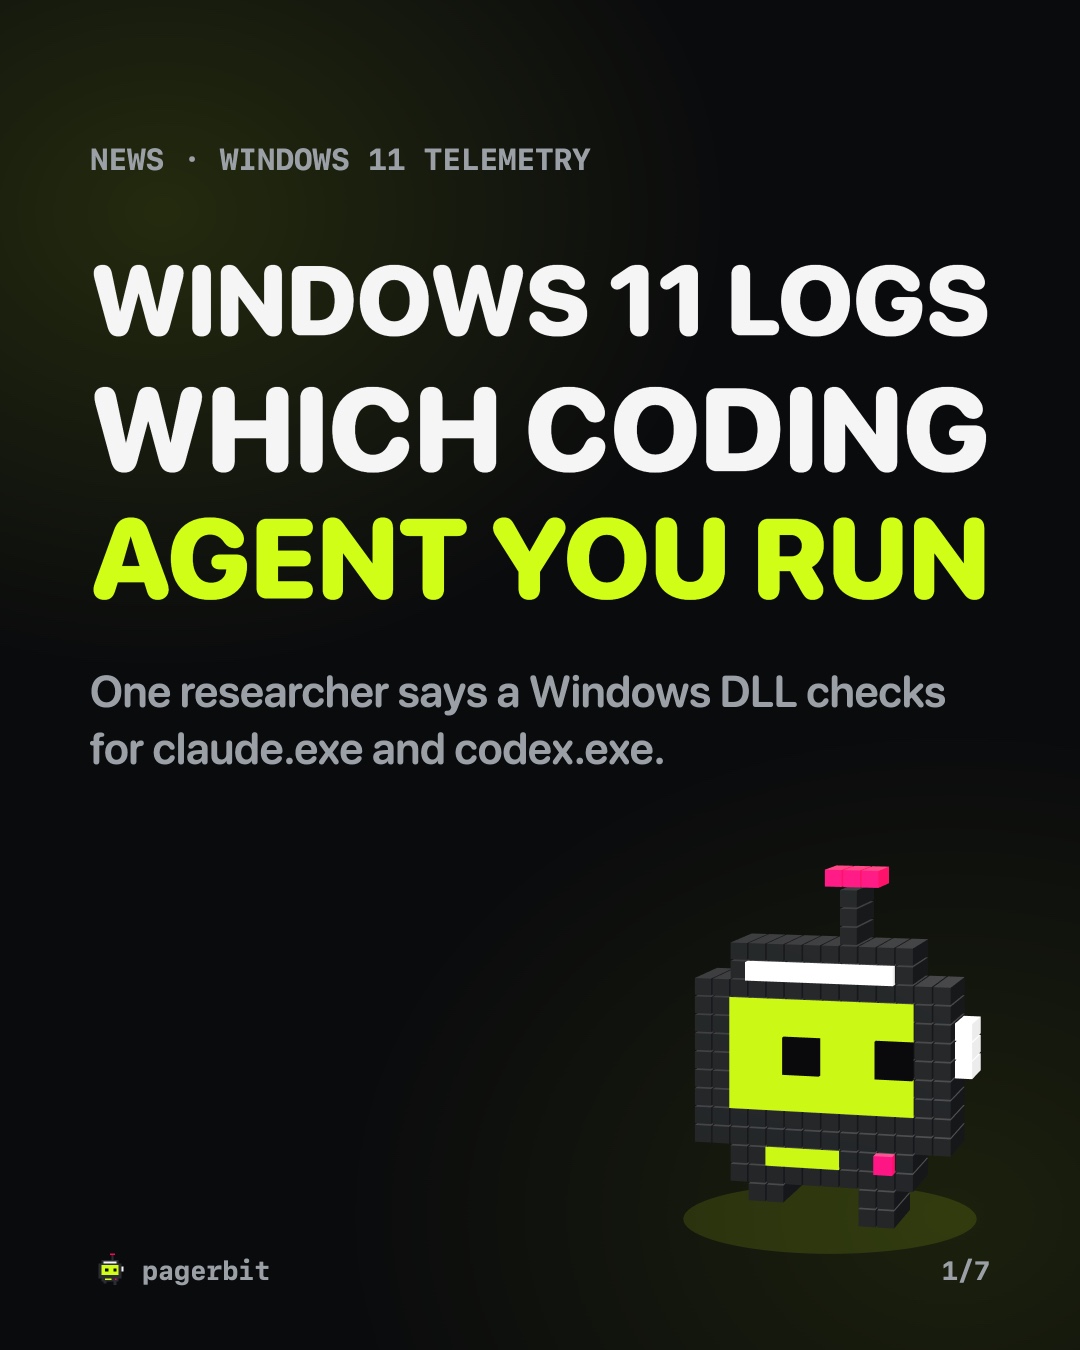 NEWS · WINDOWS 11 TELEMETRY
WINDOWS 11 LOGS
WHICH CODING
AGENT YOU RUN
One researcher says a Windows DLL checks
for claude.exe and codex.exe.
pagerbit
1/7